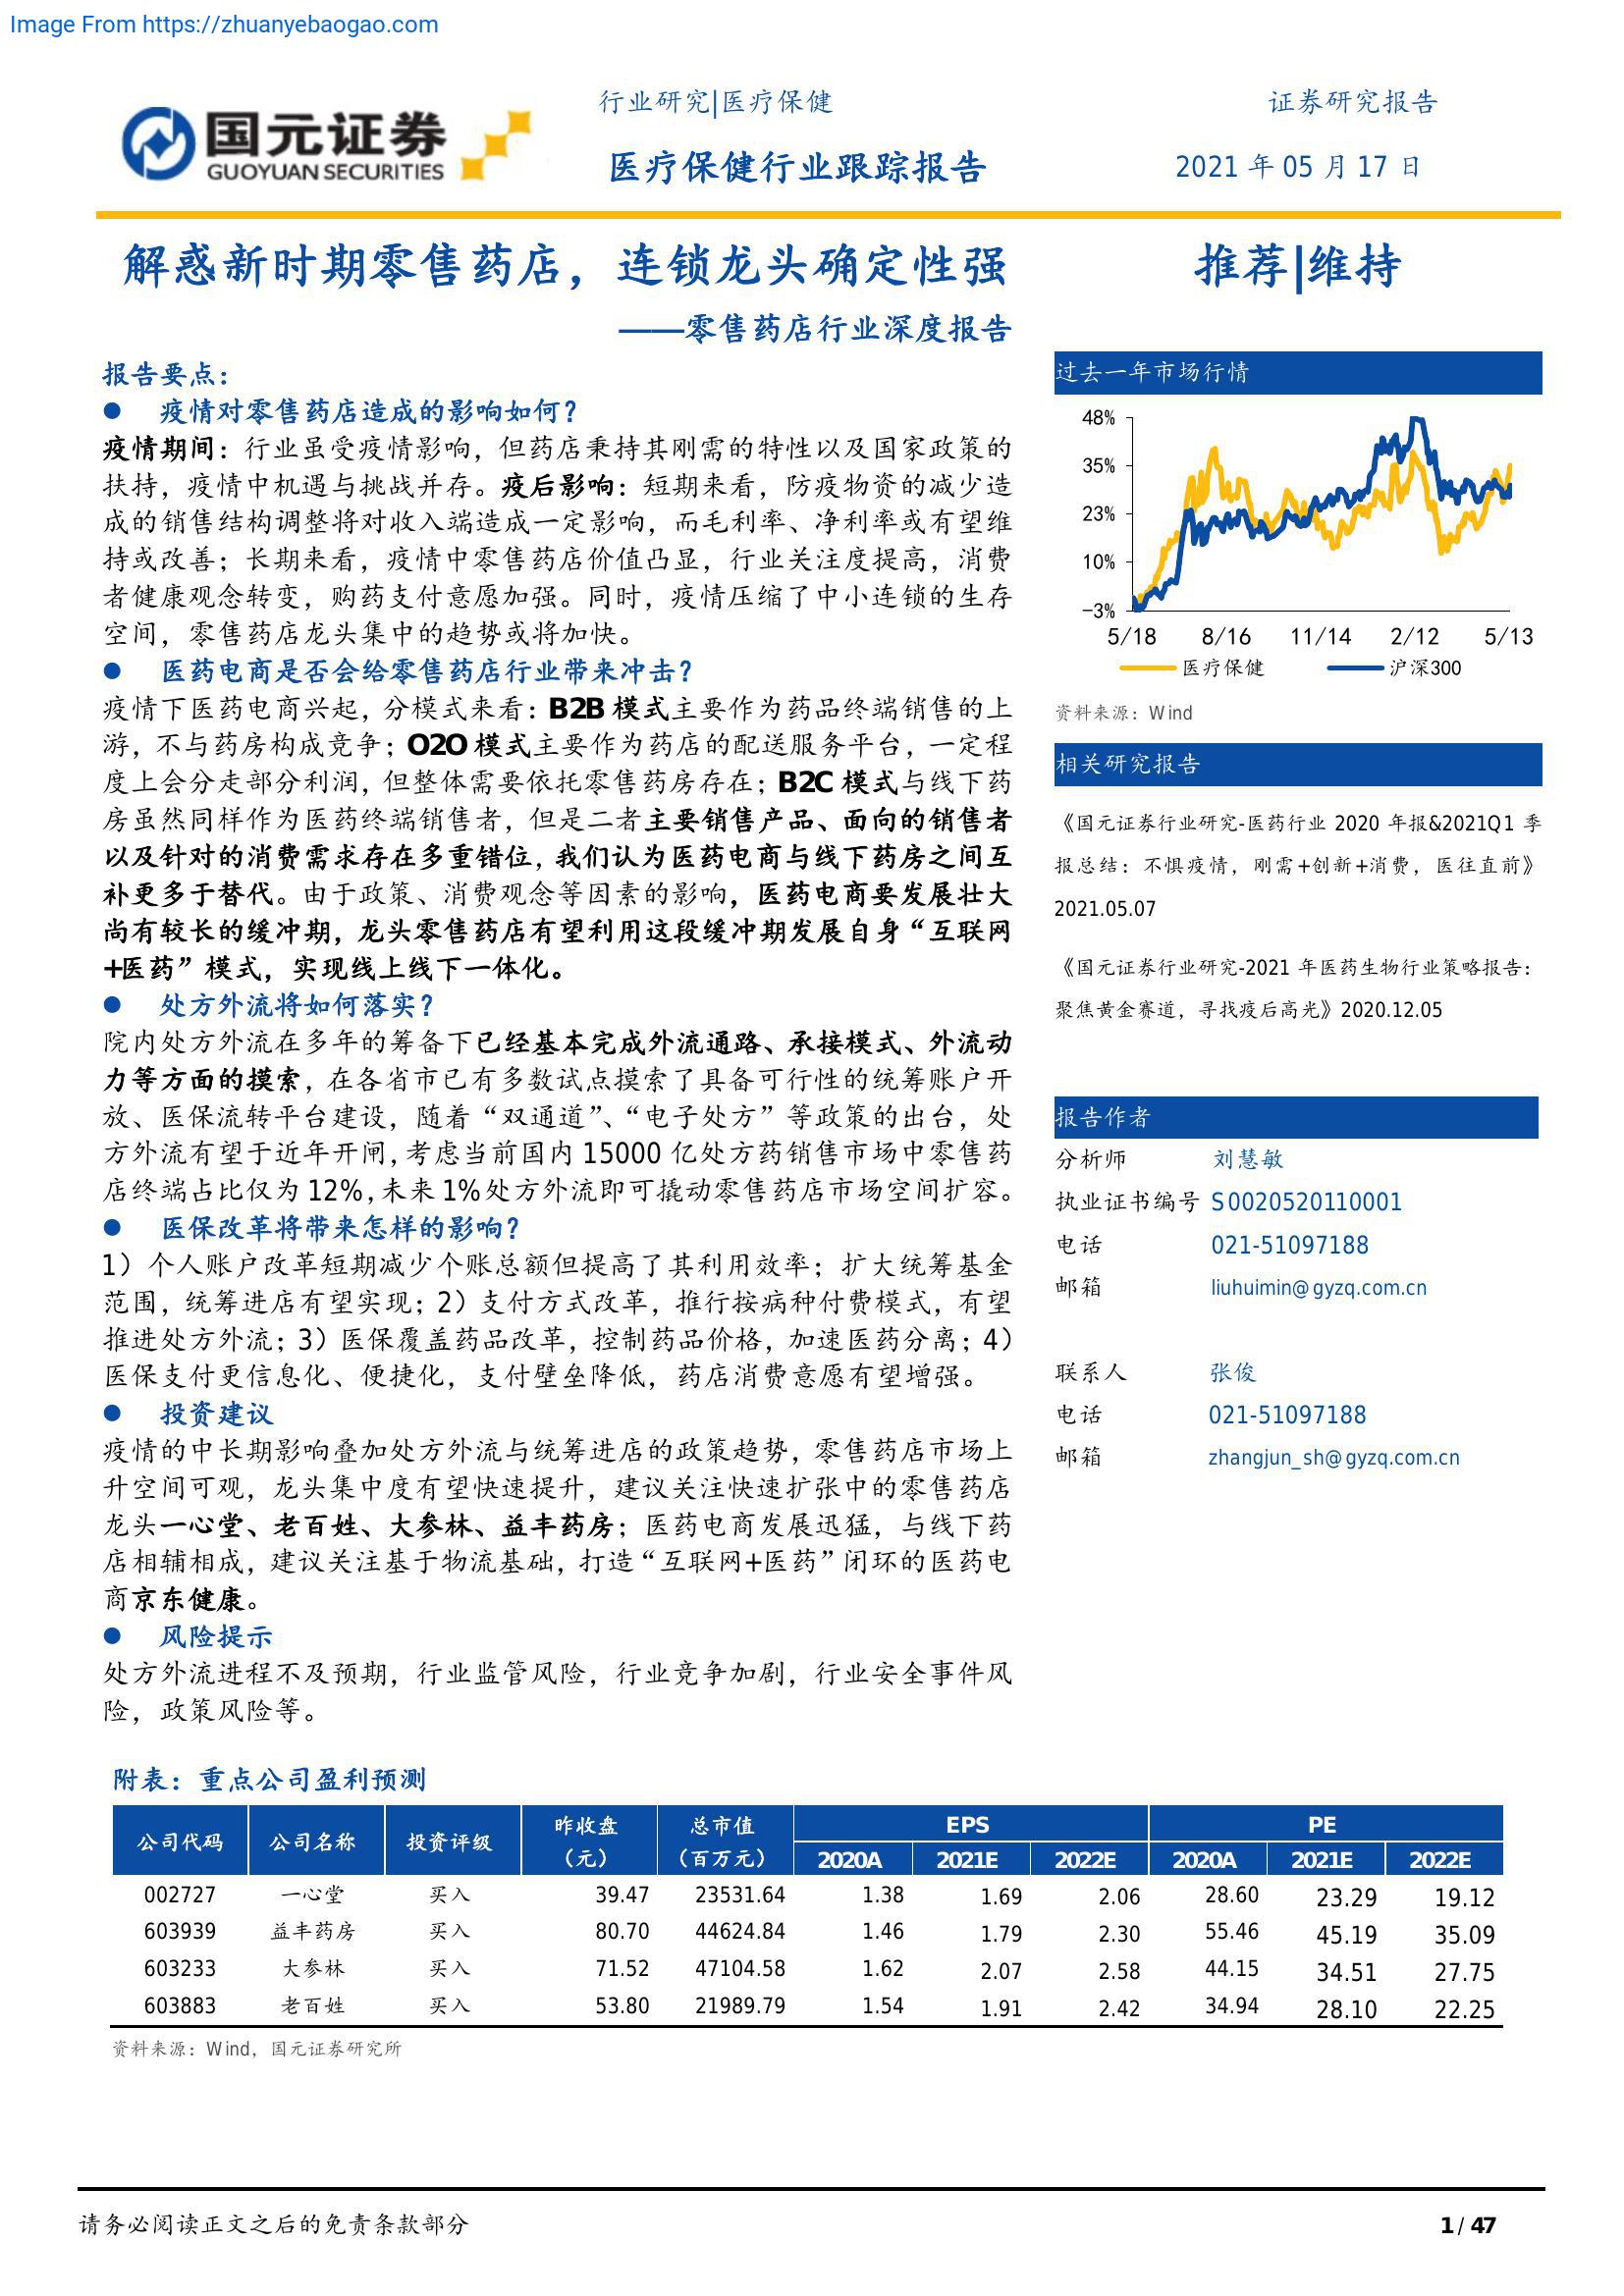 Image From https://zhuanyebaogao.com
国元证券
GUOYUAN SECURITIES
行业研究|医疗保健
证券研究报告
医疗保健行业跟踪报告
2021 年 05 月 17 日
解惑新时期零售药店，连锁龙头确定性强
推荐|维持
——零售药店行业深度报告
报告要点：
● 疫情对零售药店造成的影响如何？
疫情期间：行业虽受疫情影响，但药店秉持其刚需的特性以及国家政策的
扶持，疫情中机遇与挑战并存。疫后影响：短期来看，防疫物资的减少造
成的销售结构调整将对收入端造成一定影响，而毛利率、净利率或有望维
持或改善；长期来看，疫情中零售药店价值凸显，行业关注度提高，消费
者健康观念转变，购药支付意愿加强。同时，疫情压缩了中小连锁的生存
空间，零售药店龙头集中的趋势或将加快。
● 医药电商是否会给零售药店行业带来冲击？
疫情下医药电商兴起，分模式来看：B2B 模式主要作为药品终端销售的上
游，不与药房构成竞争；O2O 模式主要作为药店的配送服务平台，一定程
度上会分走部分利润，但整体需要依托零售药房存在；B2C 模式与线下药
房虽然同样作为医药终端销售者，但是二者主要销售产品、面向的销售者
以及针对的消费需求存在多重错位，我们认为医药电商与线下药房之间互
补更多于替代。由于政策、消费观念等因素的影响，医药电商要发展壮大
尚有较长的缓冲期，龙头零售药店有望利用这段缓冲期发展自身“互联网
+医药”模式，实现线上线下一体化。
● 处方外流将如何落实？
院内处方外流在多年的筹备下已经基本完成外流通路、承接模式、外流动
力等方面的摸索，在各省市已有多数试点摸索了具备可行性的统筹账户开
放、医保流转平台建设，随着“双通道”、“电子处方”等政策的出台，处
方外流有望于近年开闸，考虑当前国内 15000 亿处方药销售市场中零售药
店终端占比仅为 12%，未来 1%处方外流即可撬动零售药店市场空间扩容。
● 医保改革将带来怎样的影响？
1）个人账户改革短期减少个账总额但提高了其利用效率；扩大统筹基金
范围，统筹进店有望实现；2）支付方式改革，推行按病种付费模式，有望
推进处方外流；3）医保覆盖药品改革，控制药品价格，加速医药分离；4）
医保支付更信息化、便捷化，支付壁垒降低，药店消费意愿有望增强。
● 投资建议
疫情的中长期影响叠加处方外流与统筹进店的政策趋势，零售药店市场上
升空间可观，龙头集中度有望快速提升，建议关注快速扩张中的零售药店
龙头一心堂、老百姓、大参林、益丰药房；医药电商发展迅猛，与线下药
店相辅相成，建议关注基于物流基础，打造“互联网+医药”闭环的医药电
商京东健康。
● 风险提示
处方外流进程不及预期，行业监管风险，行业竞争加剧，行业安全事件风
险，政策风险等。
过去一年市场行情
48%
35%
23%
10%
-3%
5/18 8/16 11/14 2/12 5/13
医疗保健 沪深300
资料来源：Wind
相关研究报告
《国元证券行业研究-医药行业 2020 年报&2021Q1 季
报总结：不惧疫情，刚需+创新+消费，医往直前》
2021.05.07
《国元证券行业研究-2021 年医药生物行业策略报告：
聚焦黄金赛道，寻找疫后高光》2020.12.05
报告作者
分析师 刘慧敏
执业证书编号 S0020520110001
电话 021-51097188
邮箱 liuhuimin@gyzq.com.cn
联系人 张俊
电话 021-51097188
邮箱 zhangjun_sh@gyzq.com.cn
附表：重点公司盈利预测
公司代码 公司名称 投资评级 昨收盘（元） 总市值（百万元） EPS PE
2020A 2021E 2022E 2020A 2021E 2022E
002727 一心堂 买入 39.47 23531.64 1.38 1.69 2.06 28.60 23.29 19.12
603939 益丰药房 买入 80.70 44624.84 1.46 1.79 2.30 55.46 45.19 35.09
603233 大参林 买入 71.52 47104.58 1.62 2.07 2.58 44.15 34.51 27.75
603883 老百姓 买入 53.80 21989.79 1.54 1.91 2.42 34.94 28.10 22.25
资料来源：Wind，国元证券研究所
请务必阅读正文之后的免责条款部分
1 / 47